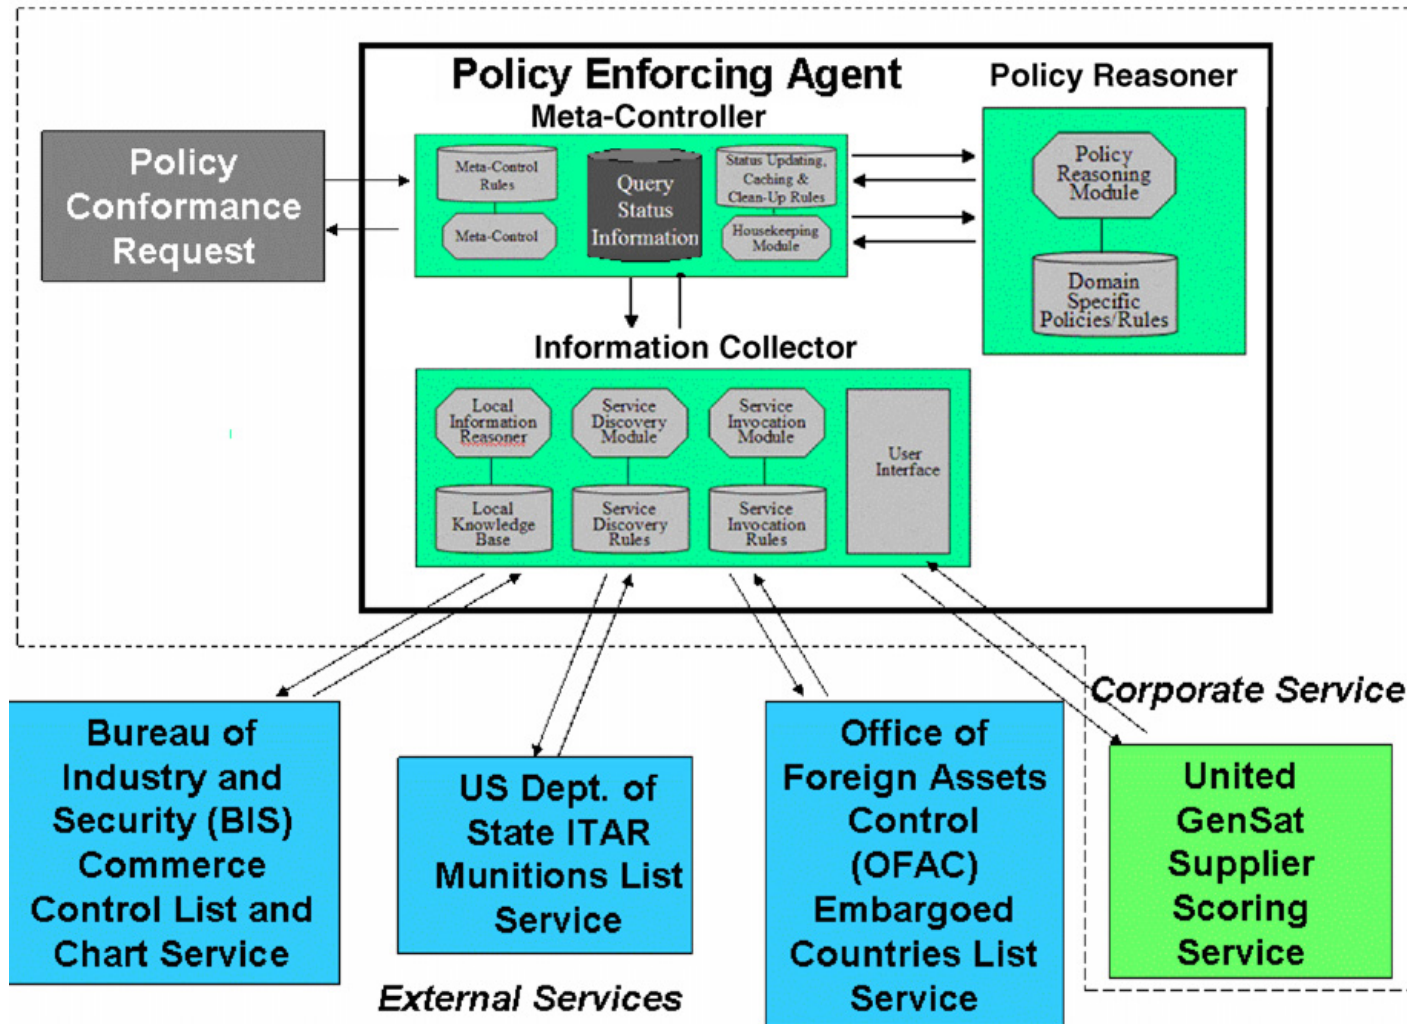 Policy Enforcing Agent
Policy Reasoner
Meta-Controller
Policy
Conformance
Request
Meta-Control
Rules
Meta-Control
Query
Status
Information
Status Updating,
Caching &
Clean-Up Rules
Housekeeping
Module
Policy
Reasoning
Module
Domain
Specific
Policies/Rules
Information Collector
Local
Information
Reasoner
Service
Discovery
Module
Service
Invocation
Module
User
Interface
Local
Knowledge
Base
Service
Discovery
Rules
Service
Invocation
Rules
Corporate Service
Bureau of
Industry and
Security (BIS)
Commerce
Control List and
Chart Service
US Dept. of
State ITAR
Munitions List
Service
Office of
Foreign Assets
Control
(OFAC)
Embargoed
Countries List
Service
United
GenSat
Supplier
Scoring
Service
External Services